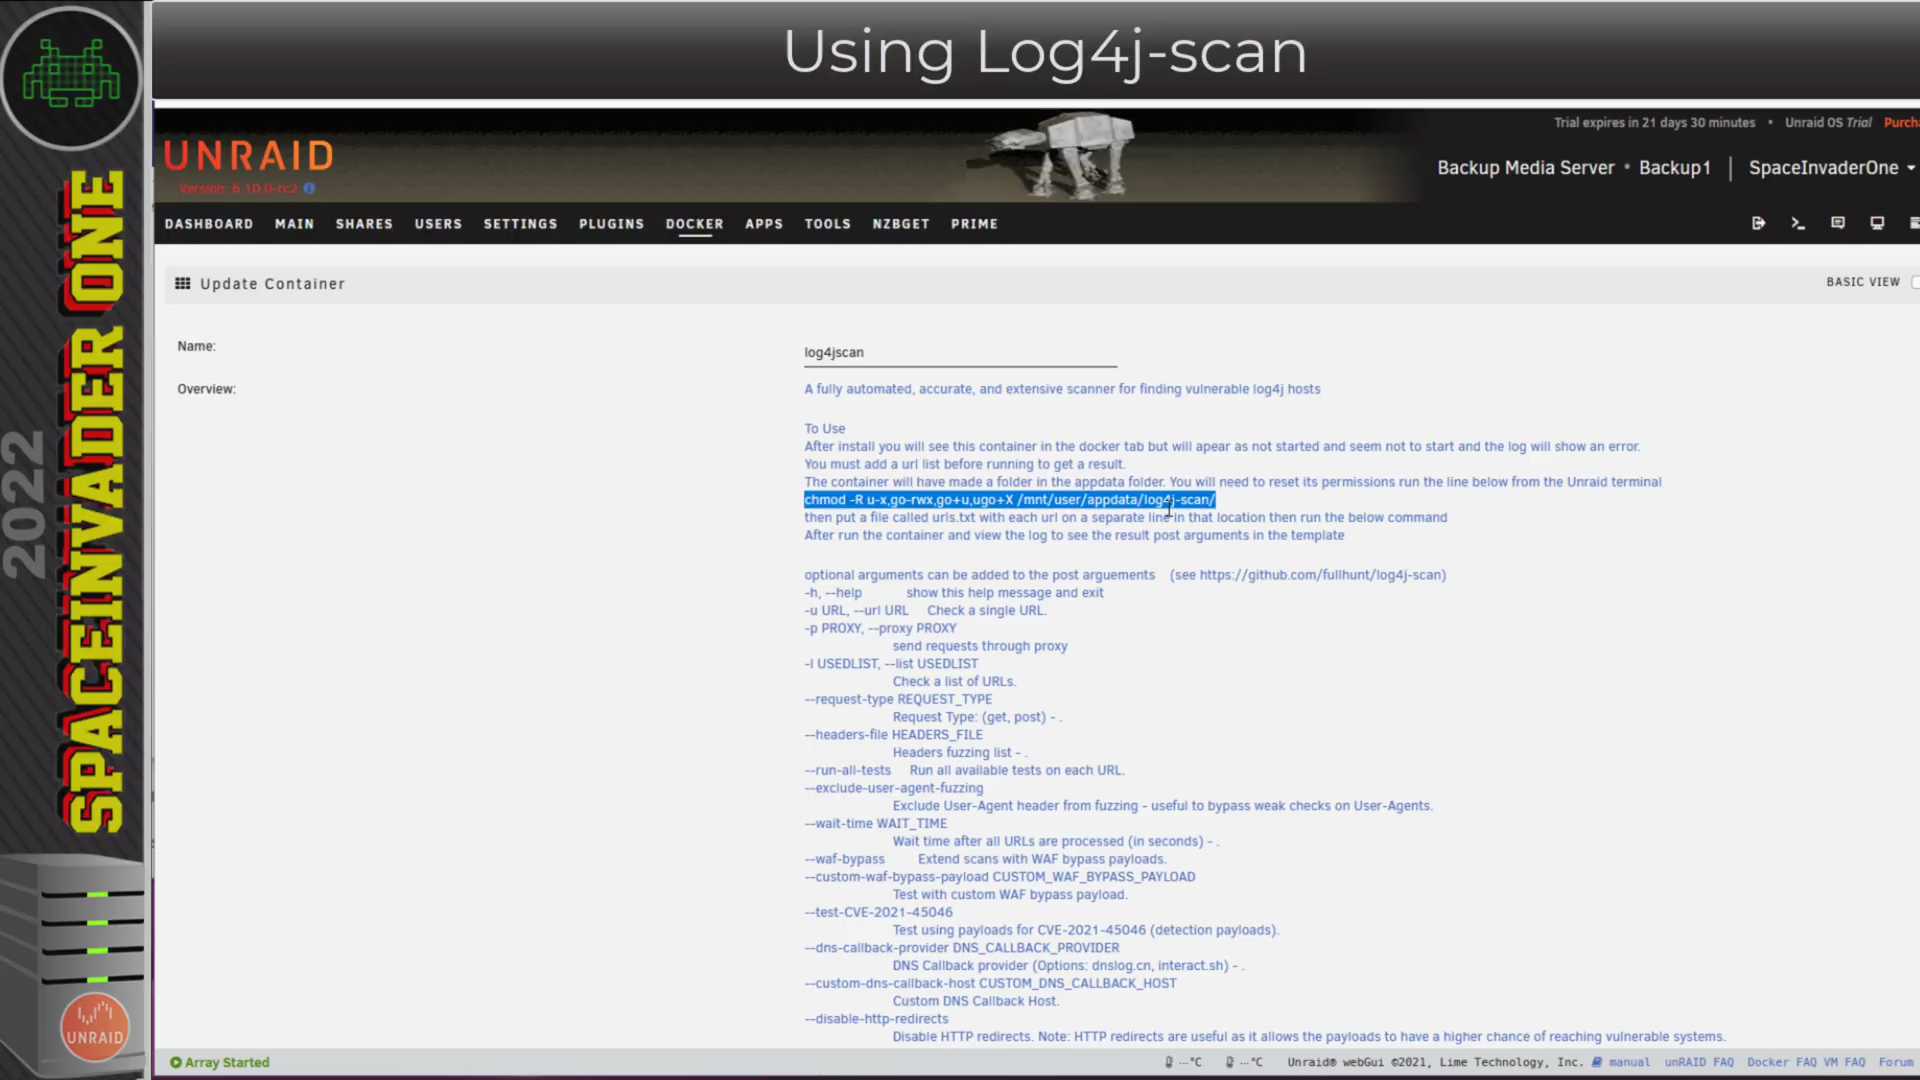 Using Log4j-scan
2022
SPACEINVADER ONE
UNRAID
UNRAID
Version: 6.10.0-rc2
Trial expires in 21 days 30 minutes • Unraid OS Trial Purcha
Backup Media Server • Backup1 | SpaceInvaderOne
DASHBOARD MAIN SHARES USERS SETTINGS PLUGINS DOCKER APPS TOOLS NZBGET PRIME
Update Container
BASIC VIEW
Name:
log4jscan
Overview:
A fully automated, accurate, and extensive scanner for finding vulnerable log4j hosts
To Use
After install you will see this container in the docker tab but will apear as not started and seem not to start and the log will show an error.
You must add a url list before running to get a result.
The container will have made a folder in the appdata folder. You will need to reset its permissions run the line below from the Unraid terminal
chmod -R u-x,go-rwx,go+u,ugo+X /mnt/user/appdata/log4j-scan/
then put a file called urls.txt with each url on a separate line in that location then run the below command
After run the container and view the log to see the result post arguments in the template
optional arguments can be added to the post arguements (see https://github.com/fullhunt/log4j-scan)
-h, --help show this help message and exit
-u URL, --url URL Check a single URL.
-p PROXY, --proxy PROXY
send requests through proxy
-l USEDLIST, --list USEDLIST
Check a list of URLs.
--request-type REQUEST_TYPE
Request Type: (get, post) - .
--headers-file HEADERS_FILE
Headers fuzzing list - .
--run-all-tests Run all available tests on each URL.
--exclude-user-agent-fuzzing
Exclude User-Agent header from fuzzing - useful to bypass weak checks on User-Agents.
--wait-time WAIT_TIME
Wait time after all URLs are processed (in seconds) - .
--waf-bypass Extend scans with WAF bypass payloads.
--custom-waf-bypass-payload CUSTOM_WAF_BYPASS_PAYLOAD
Test with custom WAF bypass payload.
--test-CVE-2021-45046
Test using payloads for CVE-2021-45046 (detection payloads).
--dns-callback-provider DNS_CALLBACK_PROVIDER
DNS Callback provider (Options: dnslog.cn, interact.sh) - .
--custom-dns-callback-host CUSTOM_DNS_CALLBACK_HOST
Custom DNS Callback Host.
--disable-http-redirects
Disable HTTP redirects. Note: HTTP redirects are useful as it allows the payloads to have a higher chance of reaching vulnerable systems.
Array Started
--°C --°C Unraid® webGui ©2021, Lime Technology, Inc. manual unRAID FAQ Docker FAQ VM FAQ Forum